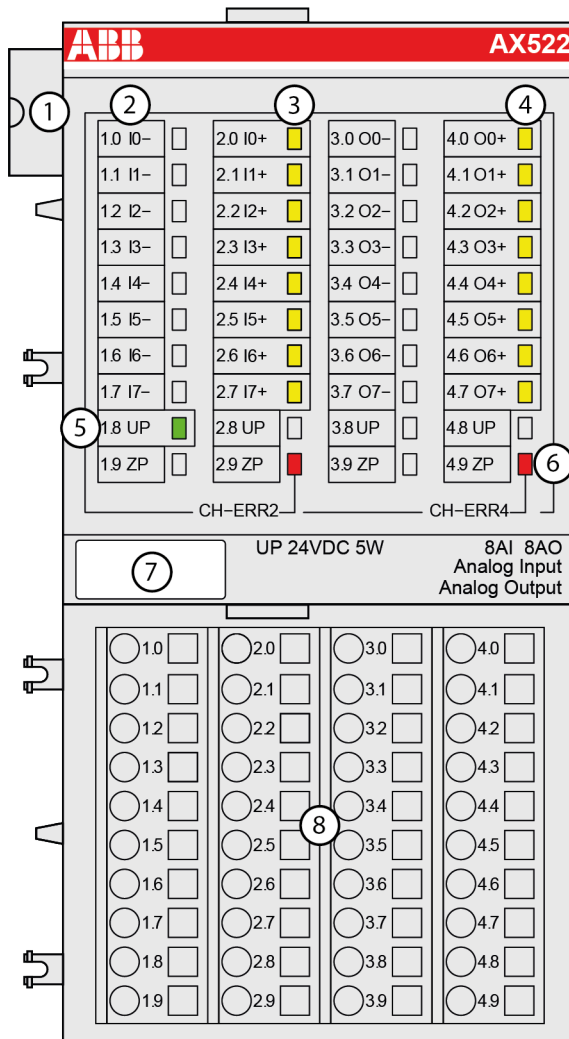 ABB AX522
1 2 3 4
1.0 I0− 2.0 I0+ 3.0 O0− 4.0 O0+
1.1 I1− 2.1 I1+ 3.1 O1− 4.1 O1+
1.2 I2− 2.2 I2+ 3.2 O2− 4.2 O2+
1.3 I3− 2.3 I3+ 3.3 O3− 4.3 O3+
1.4 I4− 2.4 I4+ 3.4 O4− 4.4 O4+
1.5 I5− 2.5 I5+ 3.5 O5− 4.5 O5+
1.6 I6− 2.6 I6+ 3.6 O6− 4.6 O6+
1.7 I7− 2.7 I7+ 3.7 O7− 4.7 O7+
5 1.8 UP 2.8 UP 3.8 UP 4.8 UP
1.9 ZP 2.9 ZP 3.9 ZP 4.9 ZP 6
CH−ERR2 CH−ERR4
7 UP 24VDC 5W 8AI 8AO
Analog Input
Analog Output
1.0 2.0 3.0 4.0
1.1 2.1 3.1 4.1
1.2 2.2 3.2 4.2
1.3 2.3 3.3 4.3
1.4 2.4 3.4 4.4
8
1.5 2.5 3.5 4.5
1.6 2.6 3.6 4.6
1.7 2.7 3.7 4.7
1.8 2.8 3.8 4.8
1.9 2.9 3.9 4.9